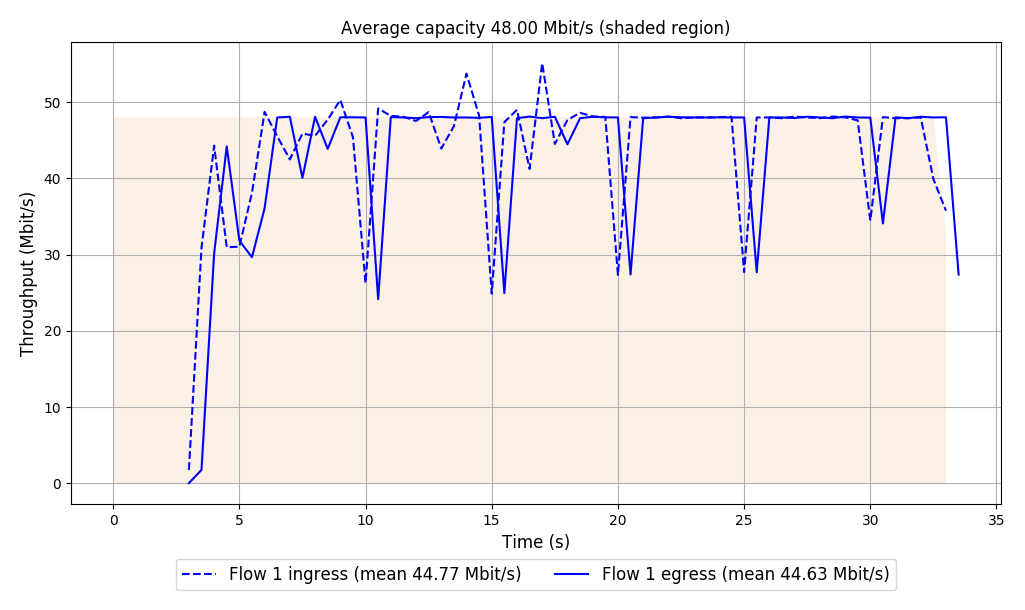 Average capacity 48.00 Mbit/s (shaded region)
Throughput (Mbit/s)
50
40
30
20
10
0
0 5 10 15 20 25 30 35
Time (s)
Flow 1 ingress (mean 44.77 Mbit/s) Flow 1 egress (mean 44.63 Mbit/s)